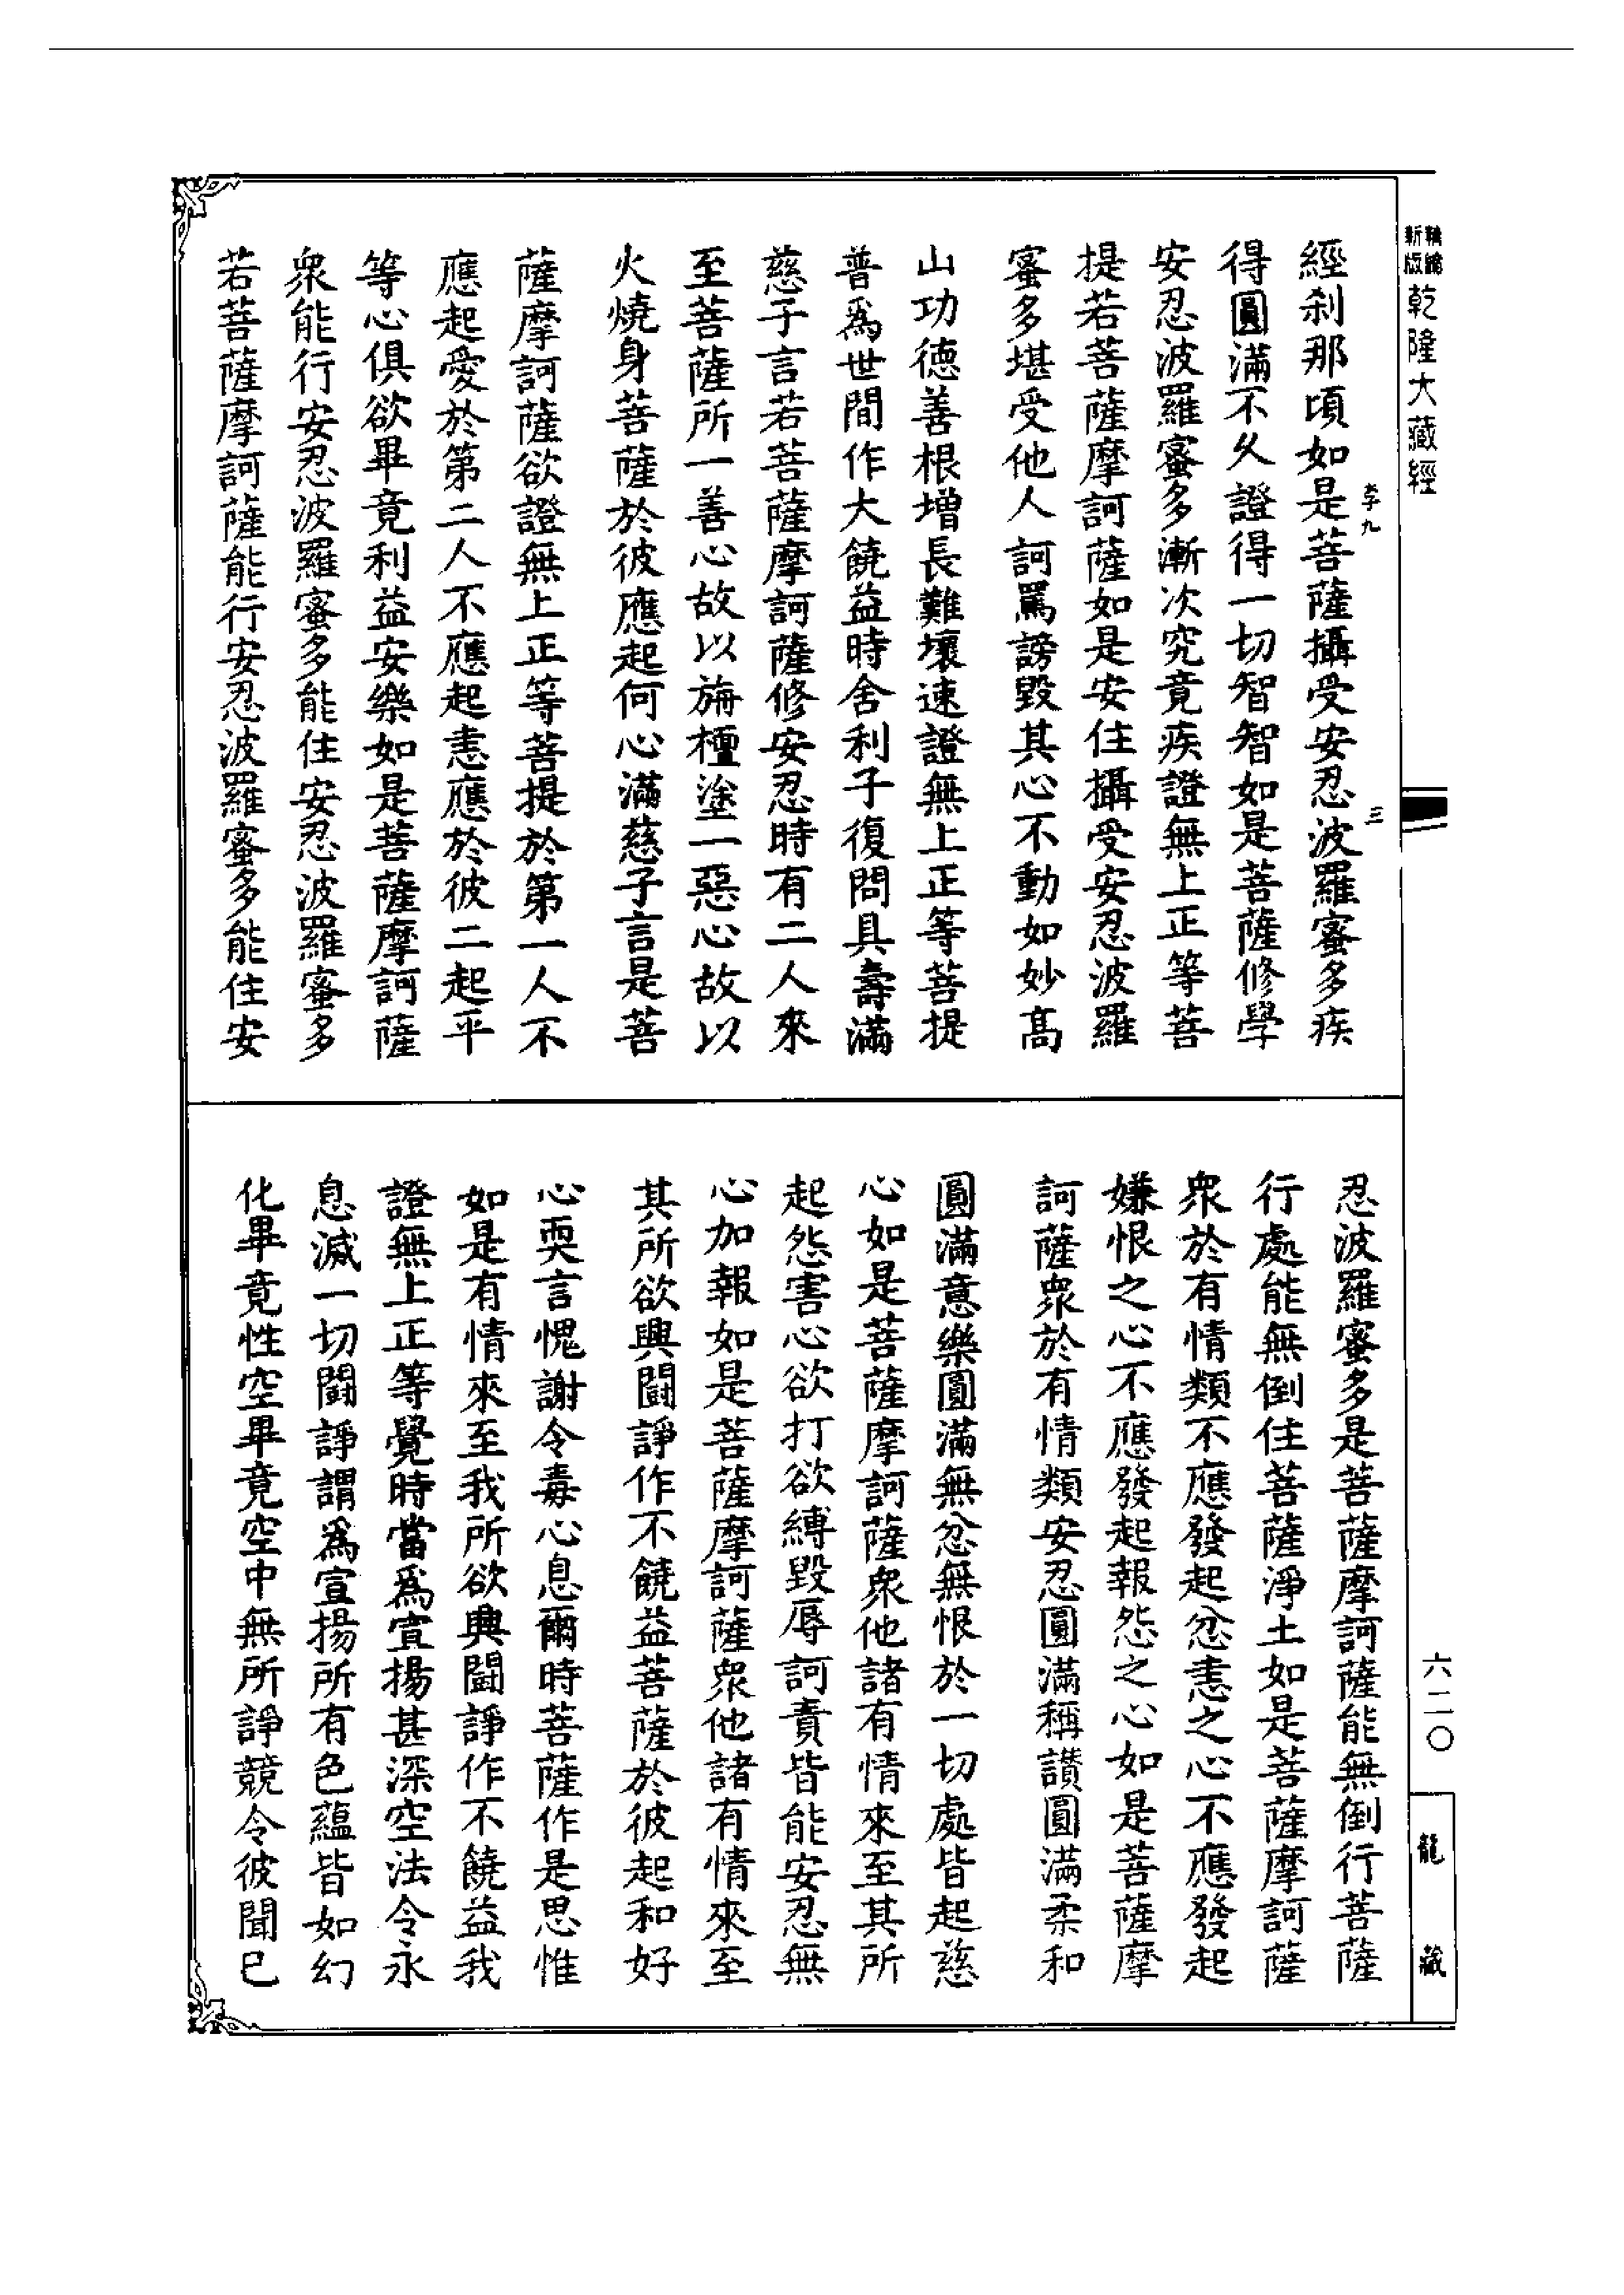 新版
乾隆大藏經
李九
三
經剎那頃如是菩薩攝受安忍波羅蜜多疾
得圓滿不久證得一切智智如是菩薩修學
安忍波羅蜜多漸次究竟疾證無上正等菩
提若菩薩摩訶薩如是安住攝受安忍波羅
蜜多堪受他人訶罵謗毀其心不動如妙高
山功德善根增長難壞速證無上正等菩提
普爲世間作大饒益時舍利子復問具壽滿
慈子言若菩薩摩訶薩修安忍時有二人來
至菩薩所一善心故以旃檀塗一惡心故以
火燒身菩薩於彼應起何心滿慈子言是菩
薩摩訶薩欲證無上正等菩提於第一人不
應起愛於第二人不應起恚應於彼二起平
等心俱欲畢竟利益安樂如是菩薩摩訶薩
衆能行安忍波羅蜜多能住安忍波羅蜜多
若菩薩摩訶薩能行安忍波羅蜜多能住安
忍波羅蜜多是菩薩摩訶薩能無倒行菩薩
行處能無倒住菩薩淨土如是菩薩摩訶薩
衆於有情類不應發起忿恚之心不應發起
嫌恨之心不應發起報怨之心如是菩薩摩
訶薩衆於有情類安忍圓滿稱讚圓滿柔和
圓滿意樂圓滿無忿無恨於一切處皆起慈
心如是菩薩摩訶薩衆他諸有情來至其所
起怨害心欲打欲縛毀辱訶責皆能安忍無
心加報如是菩薩摩訶薩衆他諸有情來至
其所欲興鬪諍作不饒益菩薩於彼起和好
心耎言愧謝令毒心息爾時菩薩作是思惟
如是有情來至我所欲興鬪諍作不饒益我
證無上正等覺時當爲宣揚甚深空法令永
息滅一切鬪諍謂爲宣揚所有色蘊皆如幻
化畢竟性空畢竟空中無所諍競令彼聞已
六二〇
龍藏